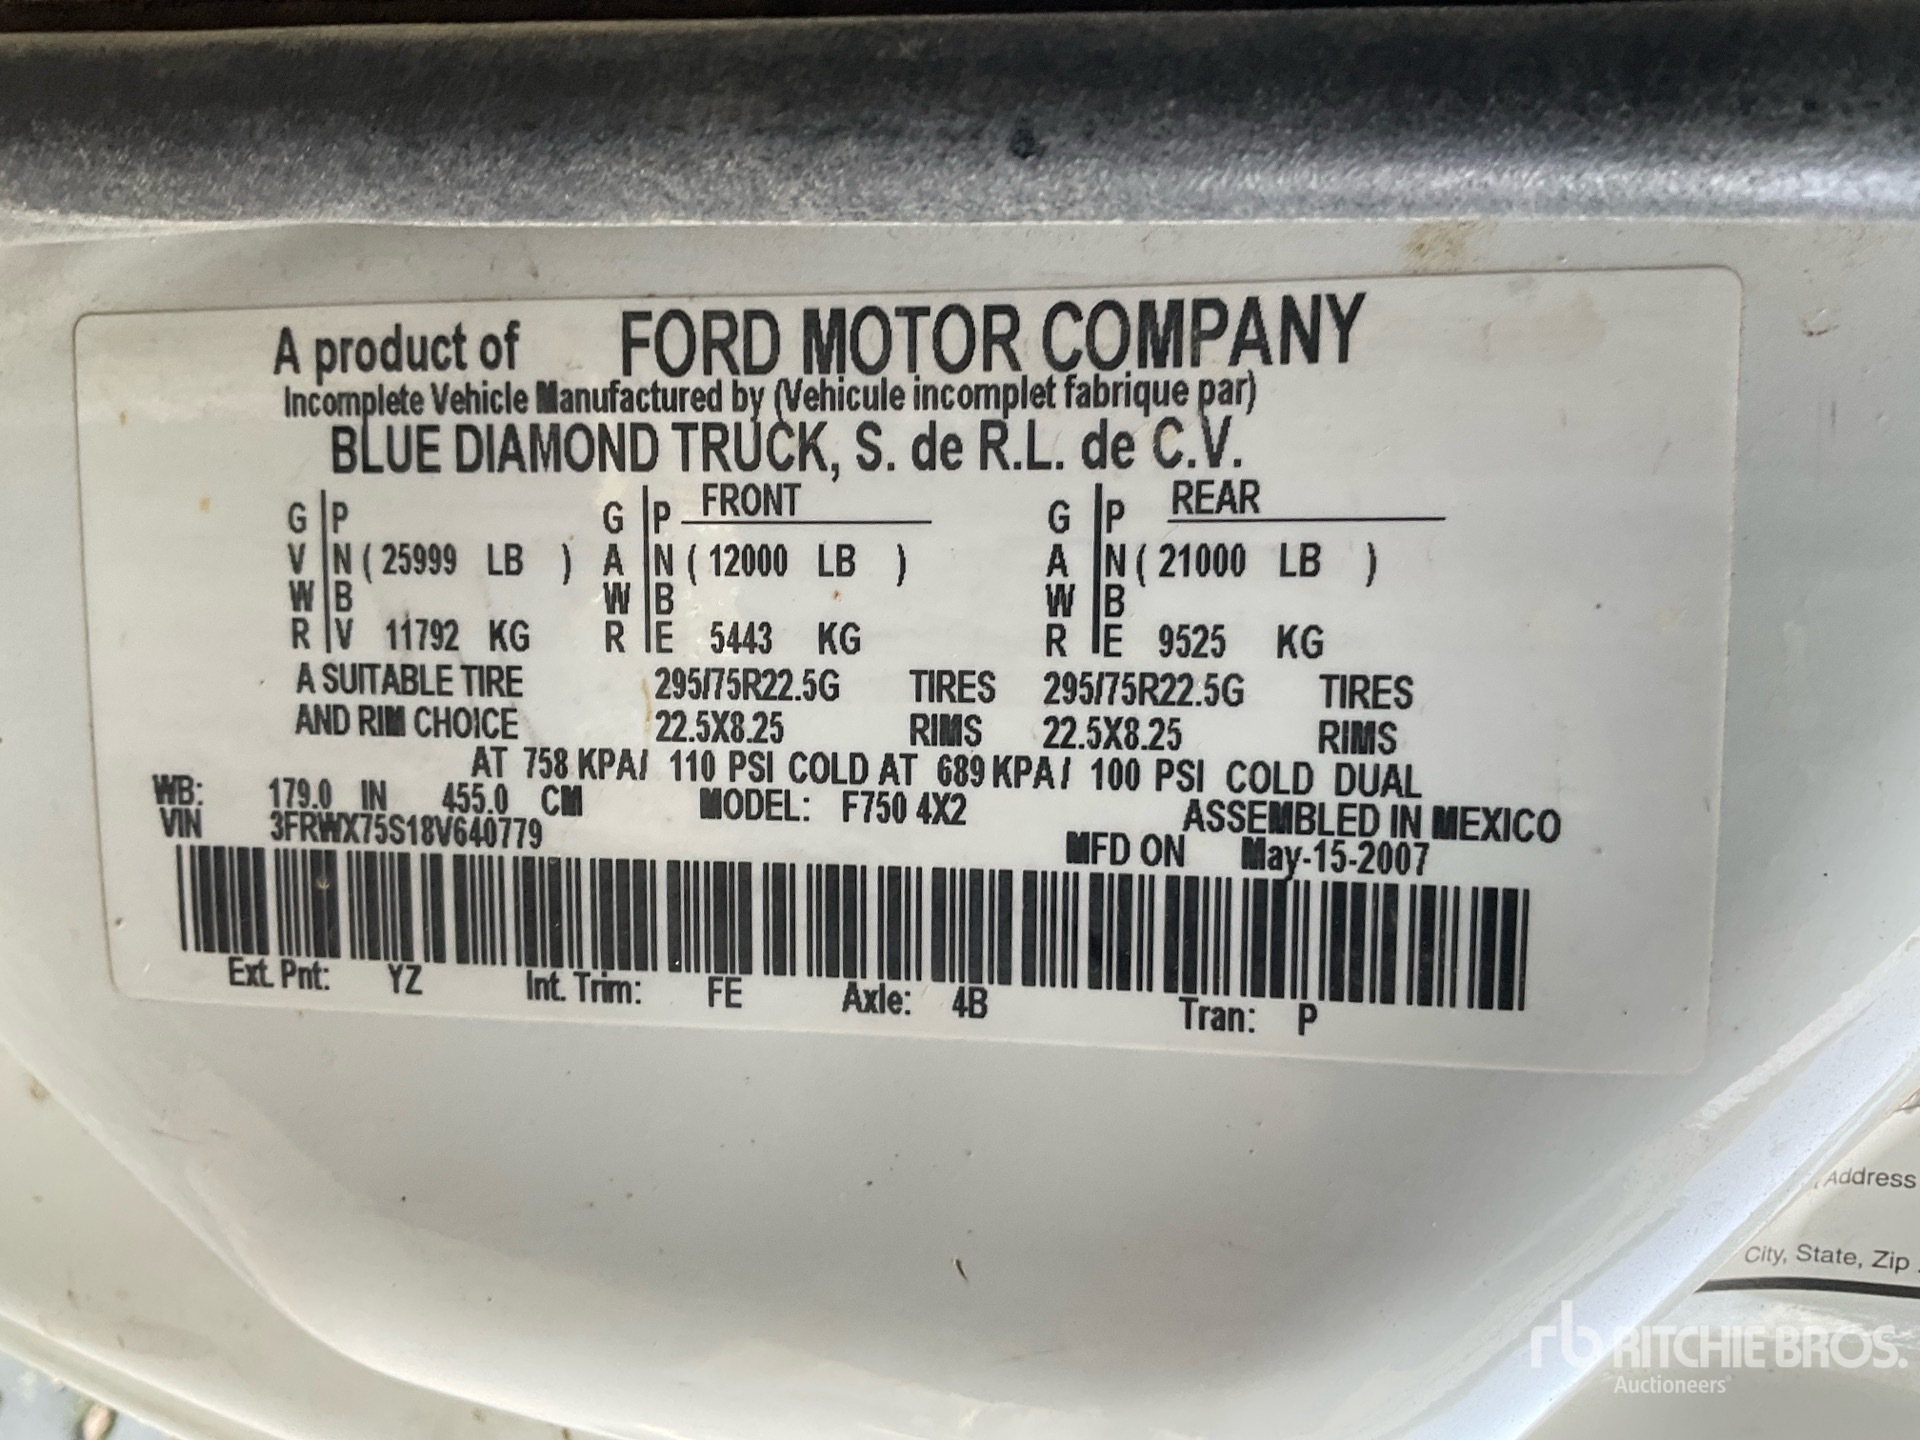 A product of FORD MOTOR COMPANY
Incomplete Vehicle Manufactured by (Vehicule incomplet fabrique par)
BLUE DIAMOND TRUCK, S. de R.L. de C.V.
G P G P FRONT G P REAR
V N ( 25999 LB ) A N ( 12000 LB ) A N ( 21000 LB )
W B W B W B
R V 11792 KG R E 5443 KG R E 9525 KG
A SUITABLE TIRE 295/75R22.5G TIRES 295/75R22.5G TIRES
AND RIM CHOICE 22.5X8.25 RIMS 22.5X8.25 RIMS
AT 758 KPA/ 110 PSI COLD AT 689 KPA/ 100 PSI COLD DUAL
WB: 179.0 IN 455.0 CM MODEL: F750 4X2 ASSEMBLED IN MEXICO
VIN 3FRWX75S18V640779 MFD ON May-15-2007
Ext. Pnt: YZ Int. Trim: FE Axle: 4B Tran: P
Address
City, State, Zip
rb RITCHIE BROS.
Auctioneers